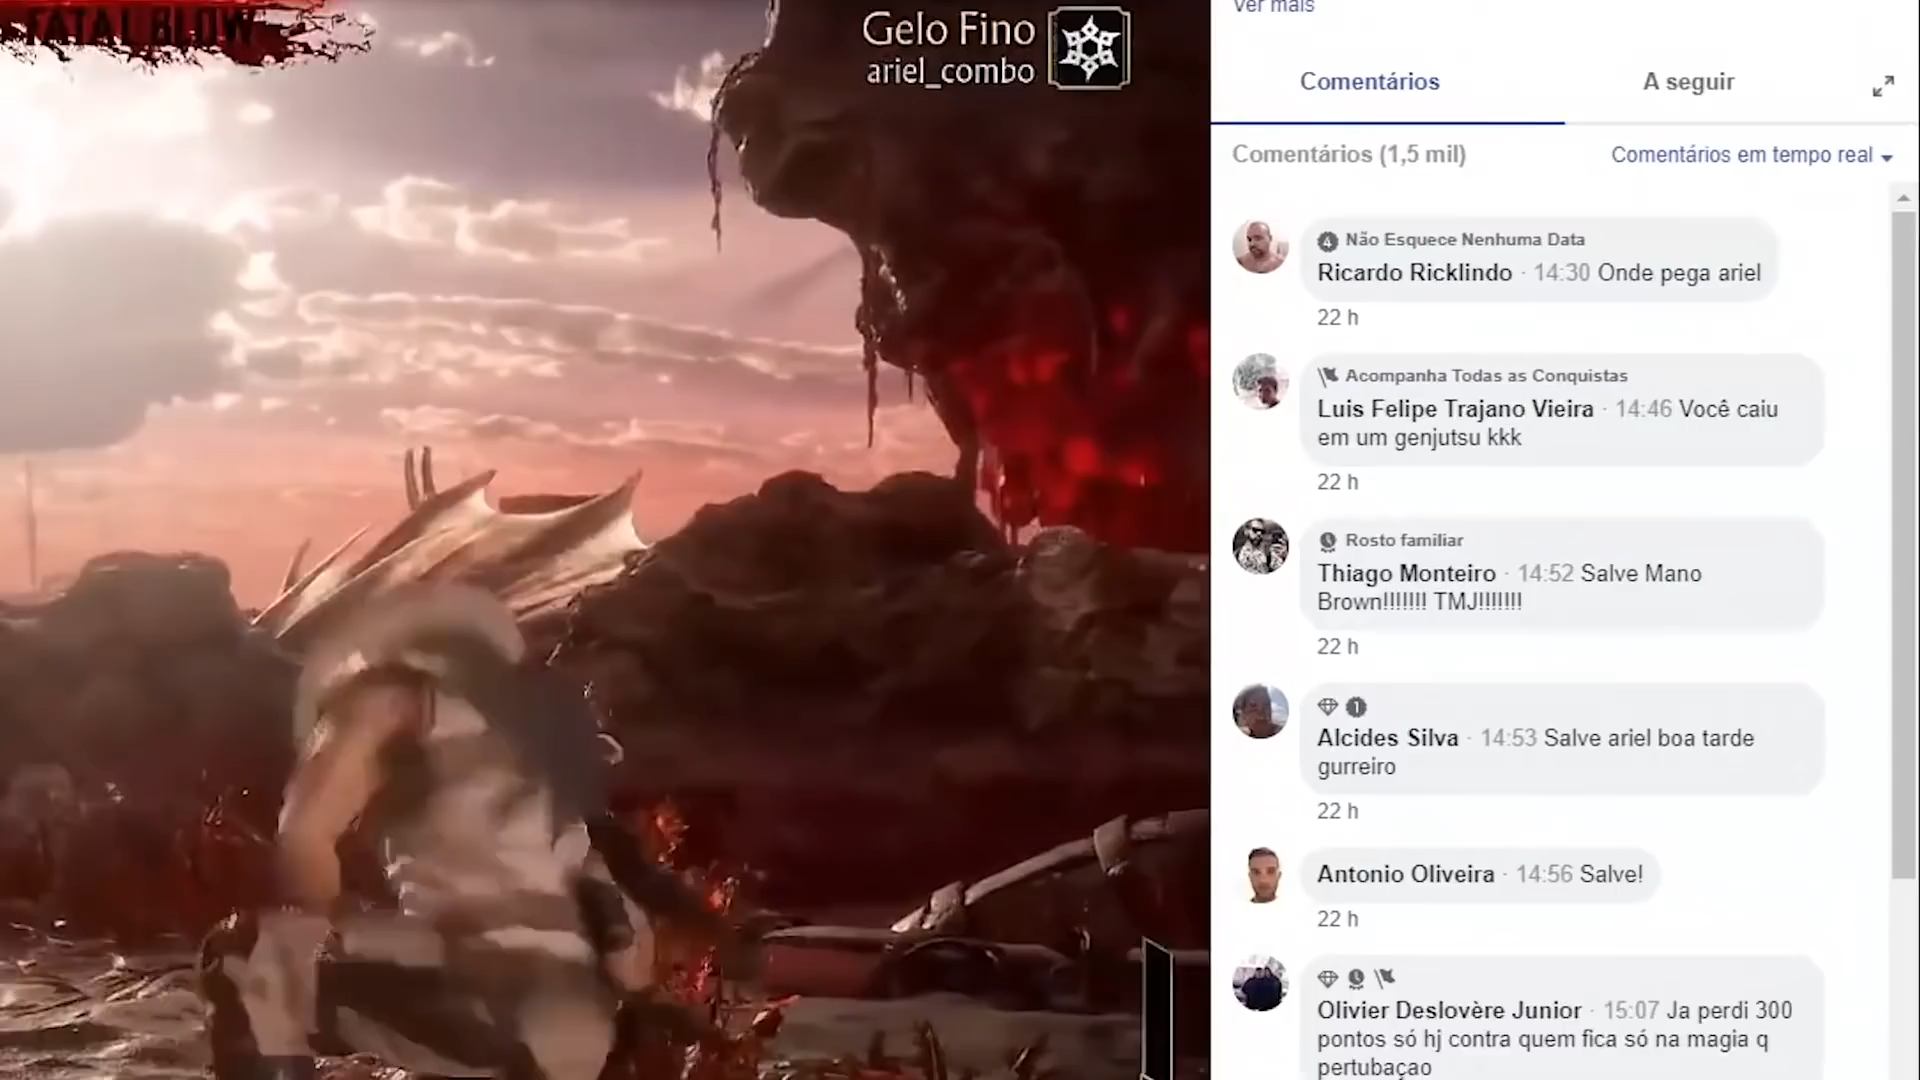 FATAL BLOW
Gelo Fino
ariel_combo
Ver mais
Comentários
A seguir
Comentários (1,5 mil)
Comentários em tempo real
4 Não Esquece Nenhuma Data
Ricardo Ricklindo · 14:30 Onde pega ariel
22 h
Acompanha Todas as Conquistas
Luis Felipe Trajano Vieira · 14:46 Você caiu
em um genjutsu kkk
22 h
Rosto familiar
Thiago Monteiro · 14:52 Salve Mano
Brown!!!!!!! TMJ!!!!!!!
22 h
1
Alcides Silva · 14:53 Salve ariel boa tarde
gurreiro
22 h
Antonio Oliveira · 14:56 Salve!
22 h
Olivier Deslovère Junior · 15:07 Ja perdi 300
pontos só hj contra quem fica só na magia q
pertubaçao